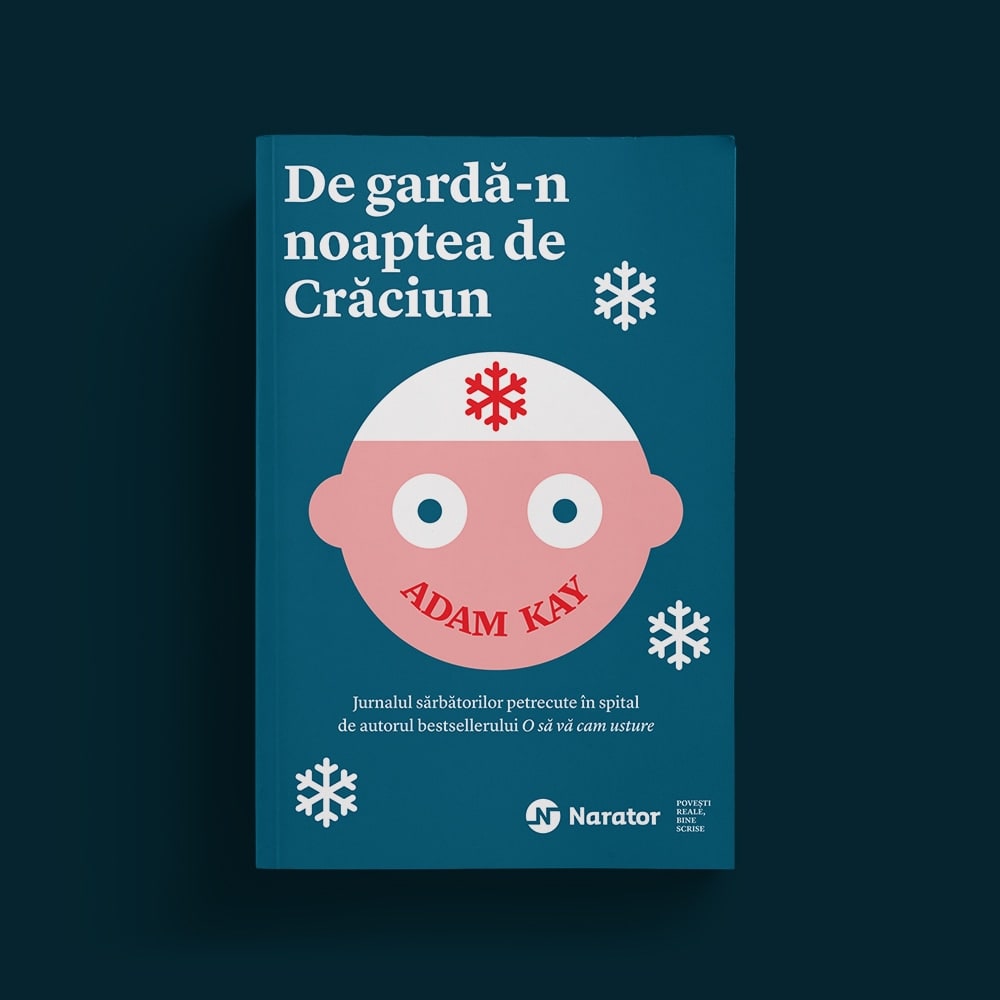 De gardă-n
noaptea de
Crăciun
ADAM KAY
Jurnalul sărbătorilor petrecute în spital
de autorul bestsellerului O să vă cam usture
N Narator
POVEȘTI
REALE,
BINE
SCRISE